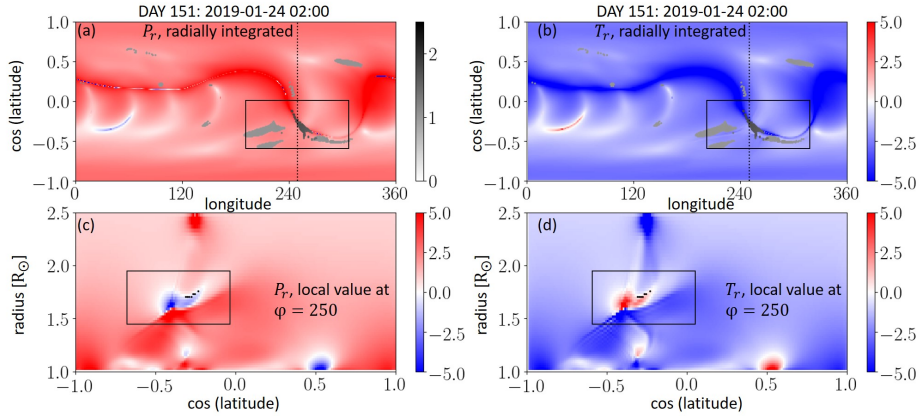 DAY 151: 2019-01-24 02:00
DAY 151: 2019-01-24 02:00
(a) P_r, radially integrated
(b) T_r, radially integrated
cos (latitude)
1.0
0.5
0.0
−0.5
−1.0
0 120 240 360
longitude
2
1
0
cos (latitude)
1.0
0.5
0.0
−0.5
−1.0
0 120 240 360
longitude
5.0
2.5
0.0
−2.5
−5.0
(c)
P_r, local value at
φ = 250
radius [R⊙]
2.5
2.0
1.5
1.0
−1.0 −0.5 0.0 0.5 1.0
cos (latitude)
5.0
2.5
0.0
−2.5
−5.0
(d)
T_r, local value at
φ = 250
radius [R⊙]
2.5
2.0
1.5
1.0
−1.0 −0.5 0.0 0.5 1.0
cos (latitude)
5.0
2.5
0.0
−2.5
−5.0